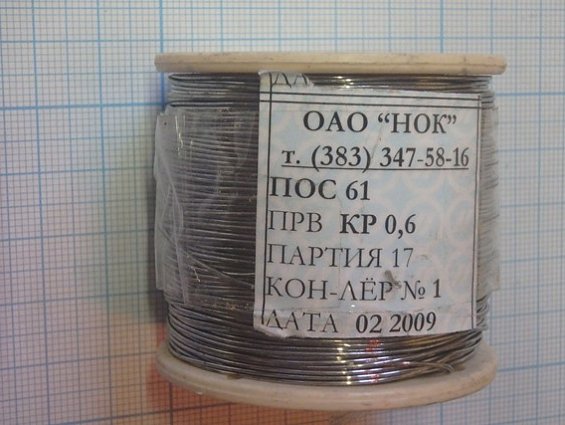 ДА
ОАО "НОК"
т. (383) 347-58-16
ПОС 61
ПРВ КР 0,6
ПАРТИЯ 17
КОН-ЛЁР № 1
ДАТА 02 2009